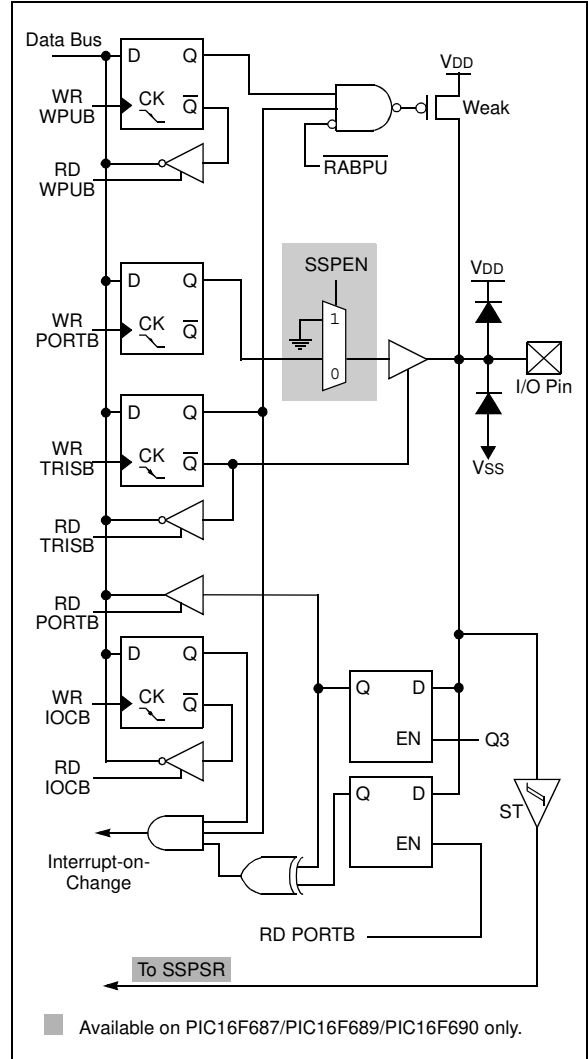 Data Bus
D Q
WR
WPUB
CK Q
VDD
Weak
RABPU
RD
WPUB
D Q
WR
PORTB
CK Q
SSPEN
1
0
VDD
I/O Pin
VSS
D Q
WR
TRISB
CK Q
RD
TRISB
RD
PORTB
D Q
WR
IOCB
CK Q
RD
IOCB
Q D
EN
Q3
Q D
EN
ST
Interrupt-on-
Change
RD PORTB
To SSPSR
Available on PIC16F687/PIC16F689/PIC16F690 only.